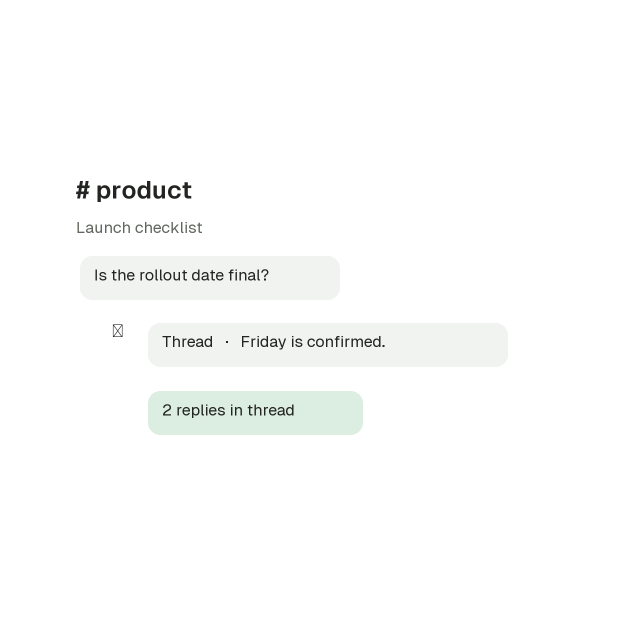 # product
Launch checklist
Is the rollout date final?
Thread · Friday is confirmed.
2 replies in thread